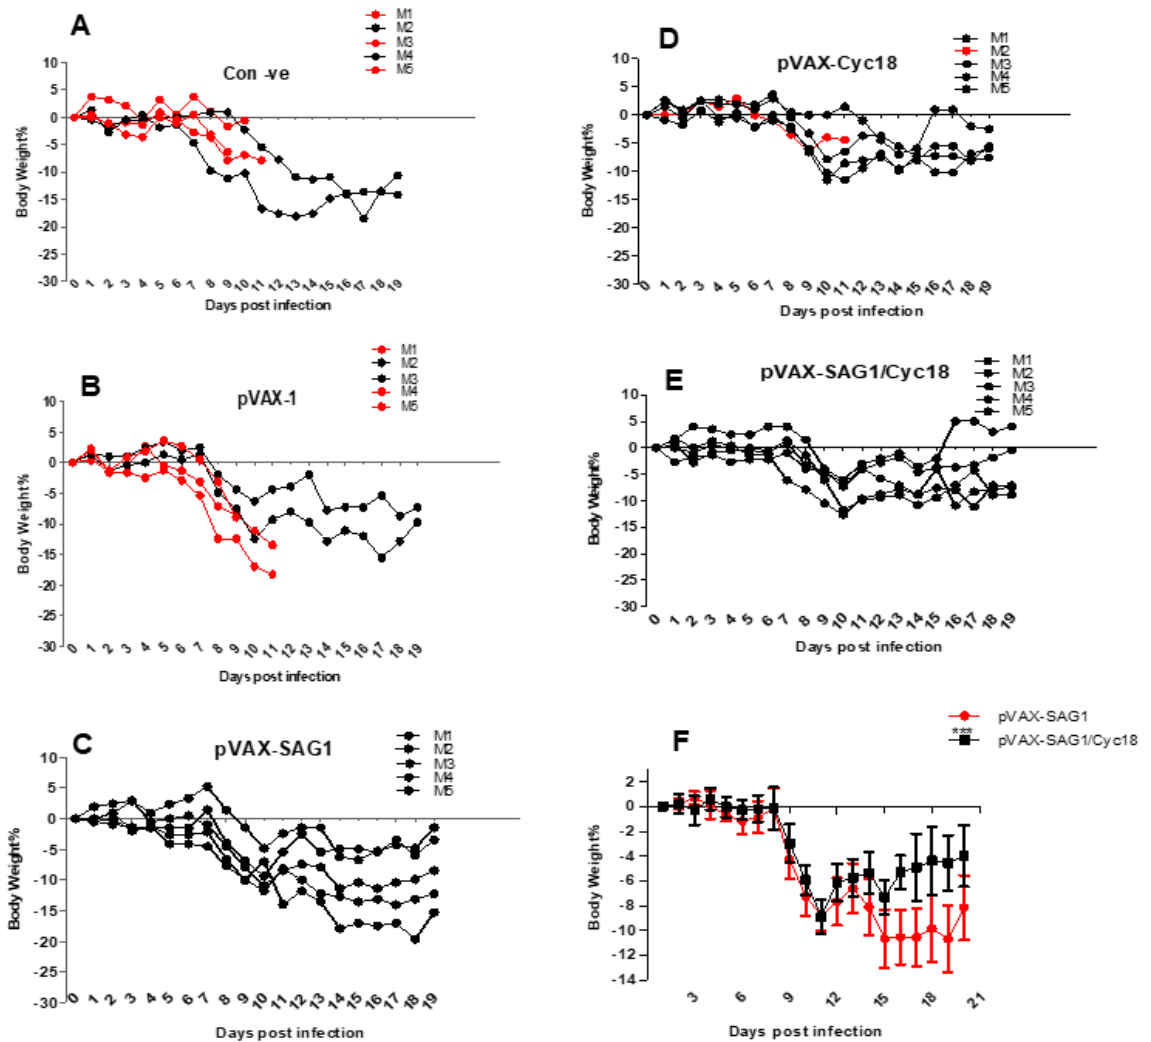 A
Con -ve
M1
M2
M3
M4
M5
Body Weight%
10
5
0
-5
-10
-15
-20
-25
-30
0 1 2 3 4 5 6 7 8 9 10 11 12 13 14 15 16 17 18 19
Days post infection
B
pVAX-1
M1
M2
M3
M4
M5
Body Weight%
10
5
0
-5
-10
-15
-20
-25
-30
0 1 2 3 4 5 6 7 8 9 10 11 12 13 14 15 16 17 18 19
Days post infection
C
pVAX-SAG1
M1
M2
M3
M4
M5
Body Weight%
10
5
0
-5
-10
-15
-20
-25
-30
0 1 2 3 4 5 6 7 8 9 10 11 12 13 14 15 16 17 18 19
Days post infection
D
pVAX-Cyc18
M1
M2
M3
M4
M5
Body Weight%
10
5
0
-5
-10
-15
-20
-25
-30
0 1 2 3 4 5 6 7 8 9 10 11 12 13 14 15 16 17 18 19
Days post infection
E
pVAX-SAG1/Cyc18
M1
M2
M3
M4
M5
Body Weight%
10
5
0
-5
-10
-15
-20
-25
-30
0 1 2 3 4 5 6 7 8 9 10 11 12 13 14 15 16 17 18 19
Days post infection
F
pVAX-SAG1
***
pVAX-SAG1/Cyc18
Body Weight%
2
0
-2
-4
-6
-8
-10
-12
-14
3 6 9 12 15 18 21
Days post infection